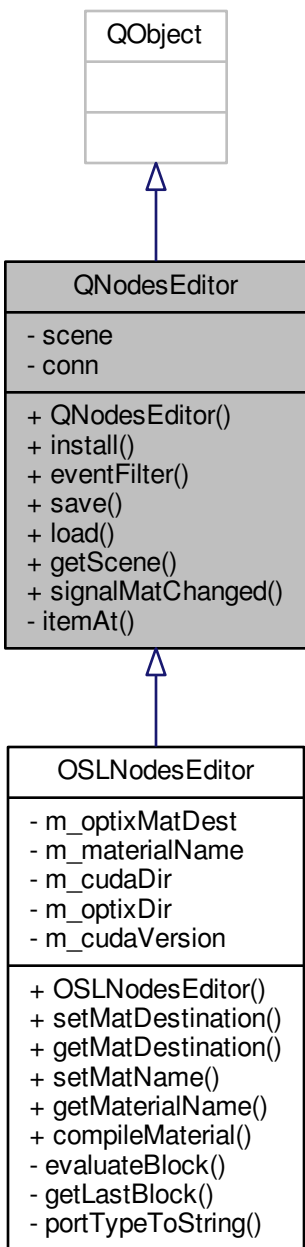 QObject
QNodesEditor
- scene
- conn
+ QNodesEditor()
+ install()
+ eventFilter()
+ save()
+ load()
+ getScene()
+ signalMatChanged()
- itemAt()
OSLNodesEditor
- m_optixMatDest
- m_materialName
- m_cudaDir
- m_optixDir
- m_cudaVersion
+ OSLNodesEditor()
+ setMatDestination()
+ getMatDestination()
+ setMatName()
+ getMaterialName()
+ compileMaterial()
- evaluateBlock()
- getLastBlock()
- portTypeToString()